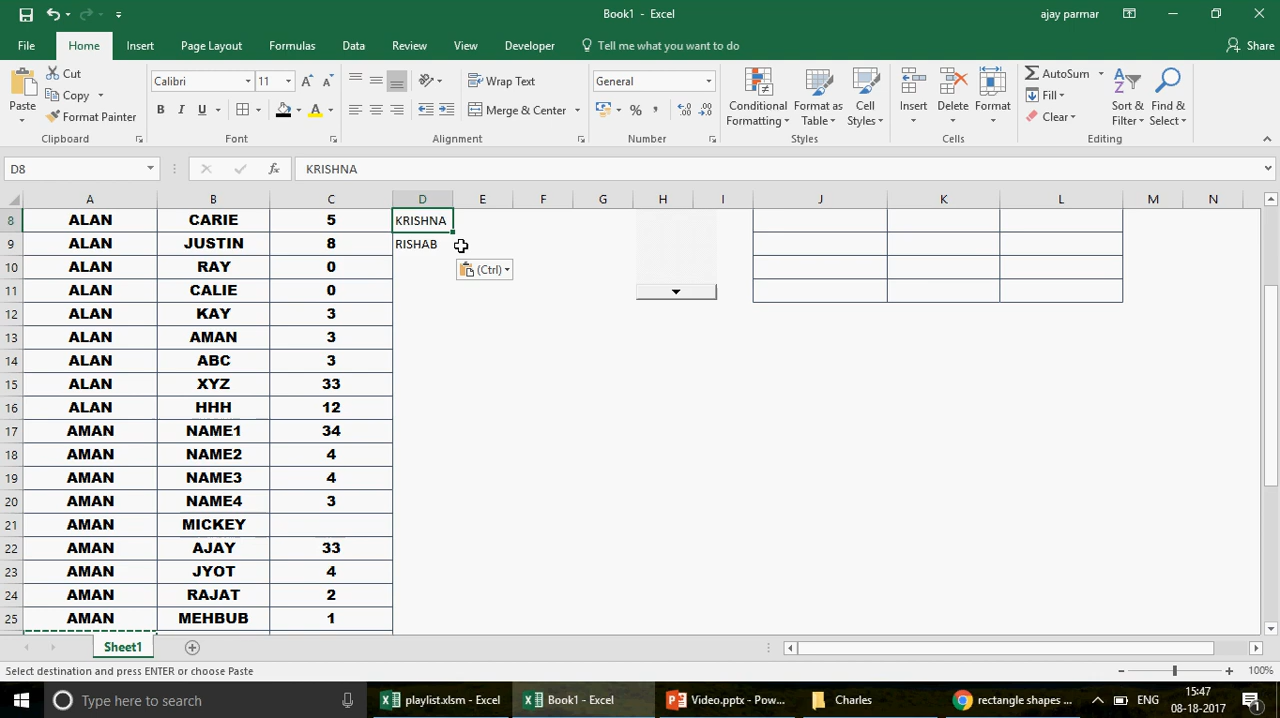 Book1 - Excel
ajay parmar
File Home Insert Page Layout Formulas Data Review View Developer Tell me what you want to do Share
Paste
Cut
Copy
Format Painter
Clipboard
Calibri 11
B I U
Font
Wrap Text
Merge & Center
Alignment
General
Number
Conditional Formatting
Format as Table
Cell Styles
Styles
Insert
Delete
Format
Cells
AutoSum
Fill
Clear
Sort & Filter
Find & Select
Editing
D8 fx KRISHNA
A B C D E F G H I J K L M N
8 ALAN CARIE 5 KRISHNA
9 ALAN JUSTIN 8 RISHAB
10 ALAN RAY 0 (Ctrl)
11 ALAN CALIE 0
12 ALAN KAY 3
13 ALAN AMAN 3
14 ALAN ABC 3
15 ALAN XYZ 33
16 ALAN HHH 12
17 AMAN NAME1 34
18 AMAN NAME2 4
19 AMAN NAME3 4
20 AMAN NAME4 3
21 AMAN MICKEY
22 AMAN AJAY 33
23 AMAN JYOT 4
24 AMAN RAJAT 2
25 AMAN MEHBUB 1
Sheet1
Select destination and press ENTER or choose Paste 100%
Type here to search
playlist.xlsm - Excel
Book1 - Excel
Video.pptx - Pow...
Charles
rectangle shapes ...
ENG
15:47
08-18-2017
1